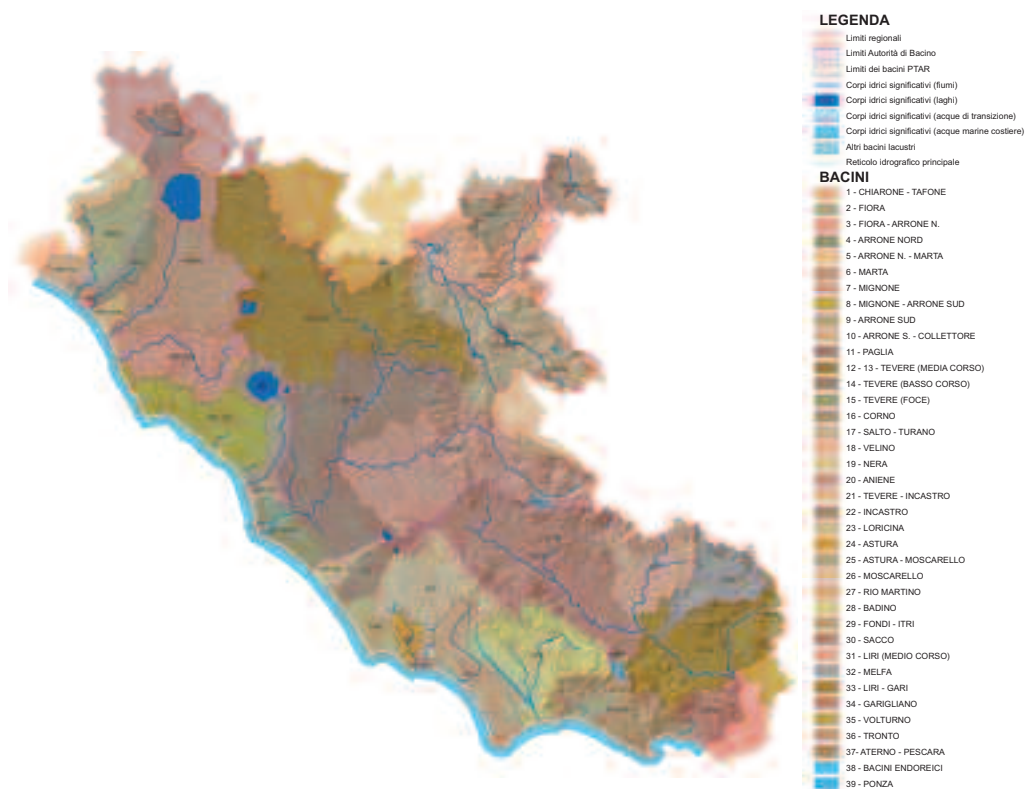 LEGENDA
Limiti regionali
Limiti Autorità di Bacino
Limiti dei bacini PTAR
Corpi idrici significativi (fiumi)
Corpi idrici significativi (laghi)
Corpi idrici significativi (acque di transizione)
Corpi idrici significativi (acque marine costiere)
Altri bacini lacustri
Reticolo idrografico principale
BACINI
1 - CHIARONE - TAFONE
2 - FIORA
3 - FIORA - ARRONE N.
4 - ARRONE NORD
5 - ARRONE N. - MARTA
6 - MARTA
7 - MIGNONE
8 - MIGNONE - ARRONE SUD
9 - ARRONE SUD
10 - ARRONE S. - COLLETTORE
11 - PAGLIA
12 - 13 - TEVERE (MEDIA CORSO)
14 - TEVERE (BASSO CORSO)
15 - TEVERE (FOCE)
16 - CORNO
17 - SALTO - TURANO
18 - VELINO
19 - NERA
20 - ANIENE
21 - TEVERE - INCASTRO
22 - INCASTRO
23 - LORICINA
24 - ASTURA
25 - ASTURA - MOSCARELLO
26 - MOSCARELLO
27 - RIO MARTINO
28 - BADINO
29 - FONDI - ITRI
30 - SACCO
31 - LIRI (MEDIO CORSO)
32 - MELFA
33 - LIRI - GARI
34 - GARIGLIANO
35 - VOLTURNO
36 - TRONTO
37- ATERNO - PESCARA
38 - BACINI ENDOREICI
39 - PONZA